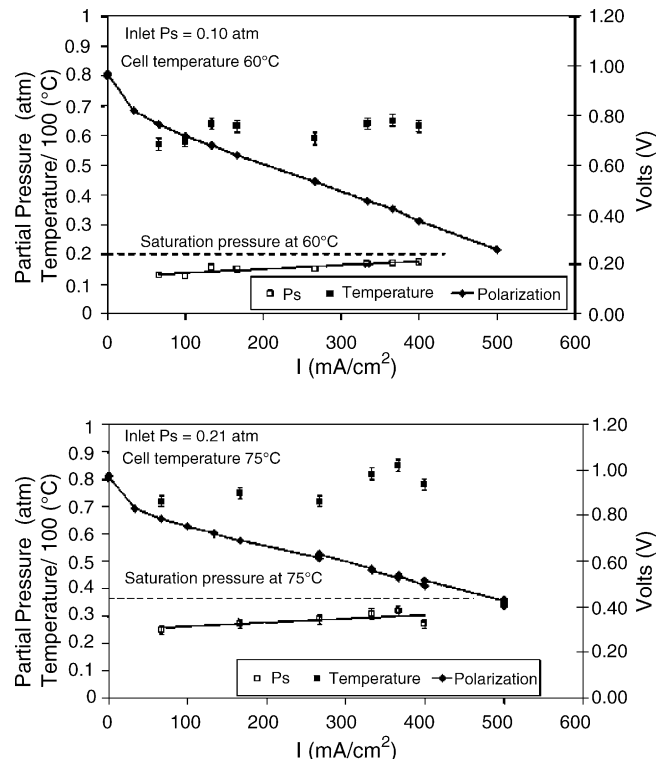 Inlet Ps = 0.10 atm
Cell temperature 60°C
Partial Pressure (atm)
Temperature/ 100 (°C)
1
0.9
0.8
0.7
0.6
0.5
0.4
0.3
0.2
0.1
0
1.20
1.00
0.80
0.60
0.40
0.20
0.00
Volts (V)
Saturation pressure at 60°C
Ps Temperature Polarization
0 100 200 300 400 500 600
I (mA/cm²)
Inlet Ps = 0.21 atm
Cell temperature 75°C
Partial Pressure (atm)
Temperature/ 100 (°C)
1
0.9
0.8
0.7
0.6
0.5
0.4
0.3
0.2
0.1
0
1.20
1.00
0.80
0.60
0.40
0.20
0.00
Volts (V)
Saturation pressure at 75°C
Ps Temperature Polarization
0 100 200 300 400 500 600
I (mA/cm²)